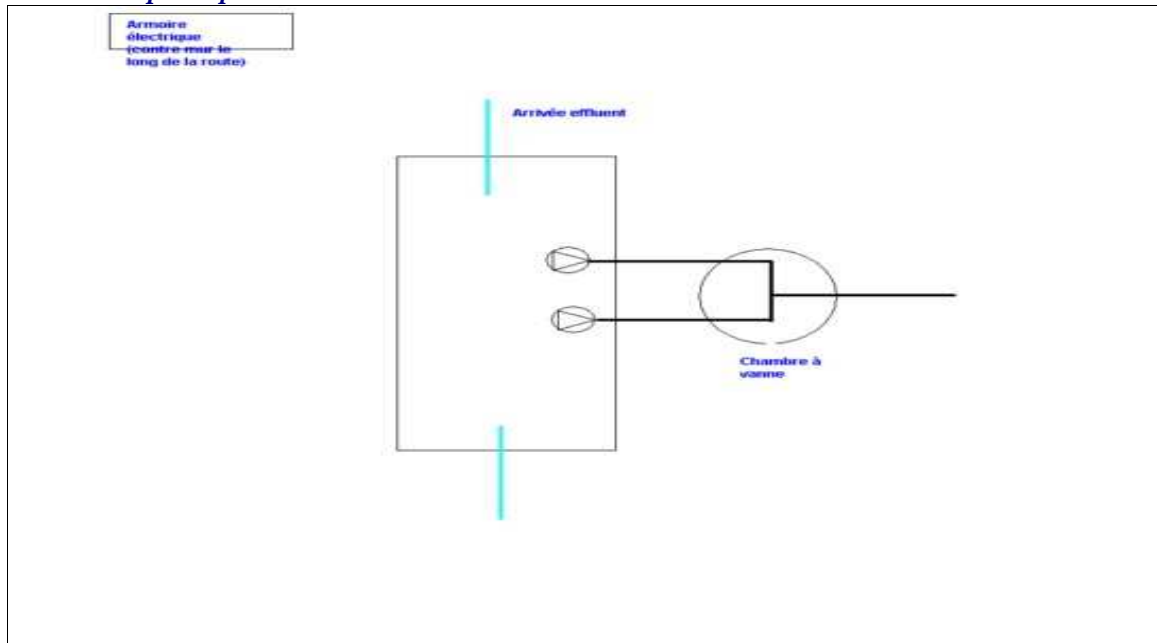 Armoire
électrique
(contre mur le
long de la route)
Arrivée effluent
Chambre à
vanne